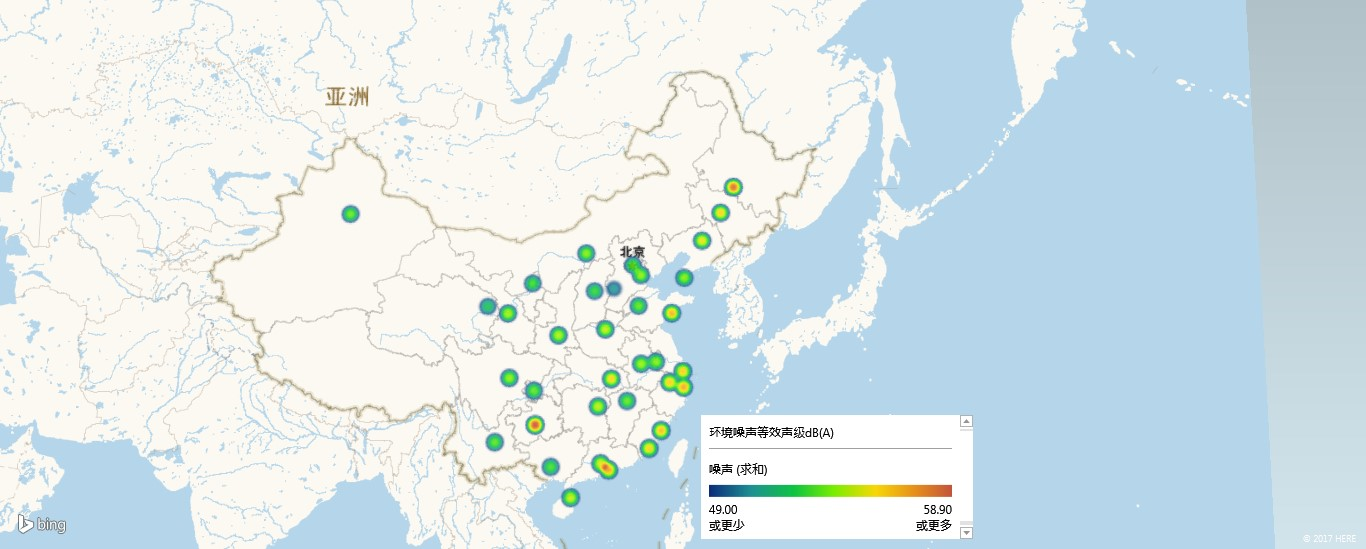 亚洲
北京
环境噪声等效声级dB(A)
噪声 (求和)
49.00 58.90
或更少 或更多
bing
© 2017 HERE